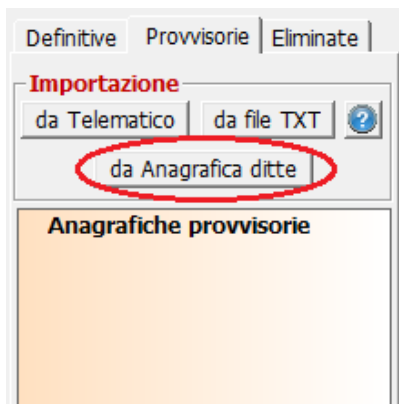 Definitive Provvisorie Eliminate
Importazione
da Telematico da file TXT ?
da Anagrafica ditte
Anagrafiche provvisorie